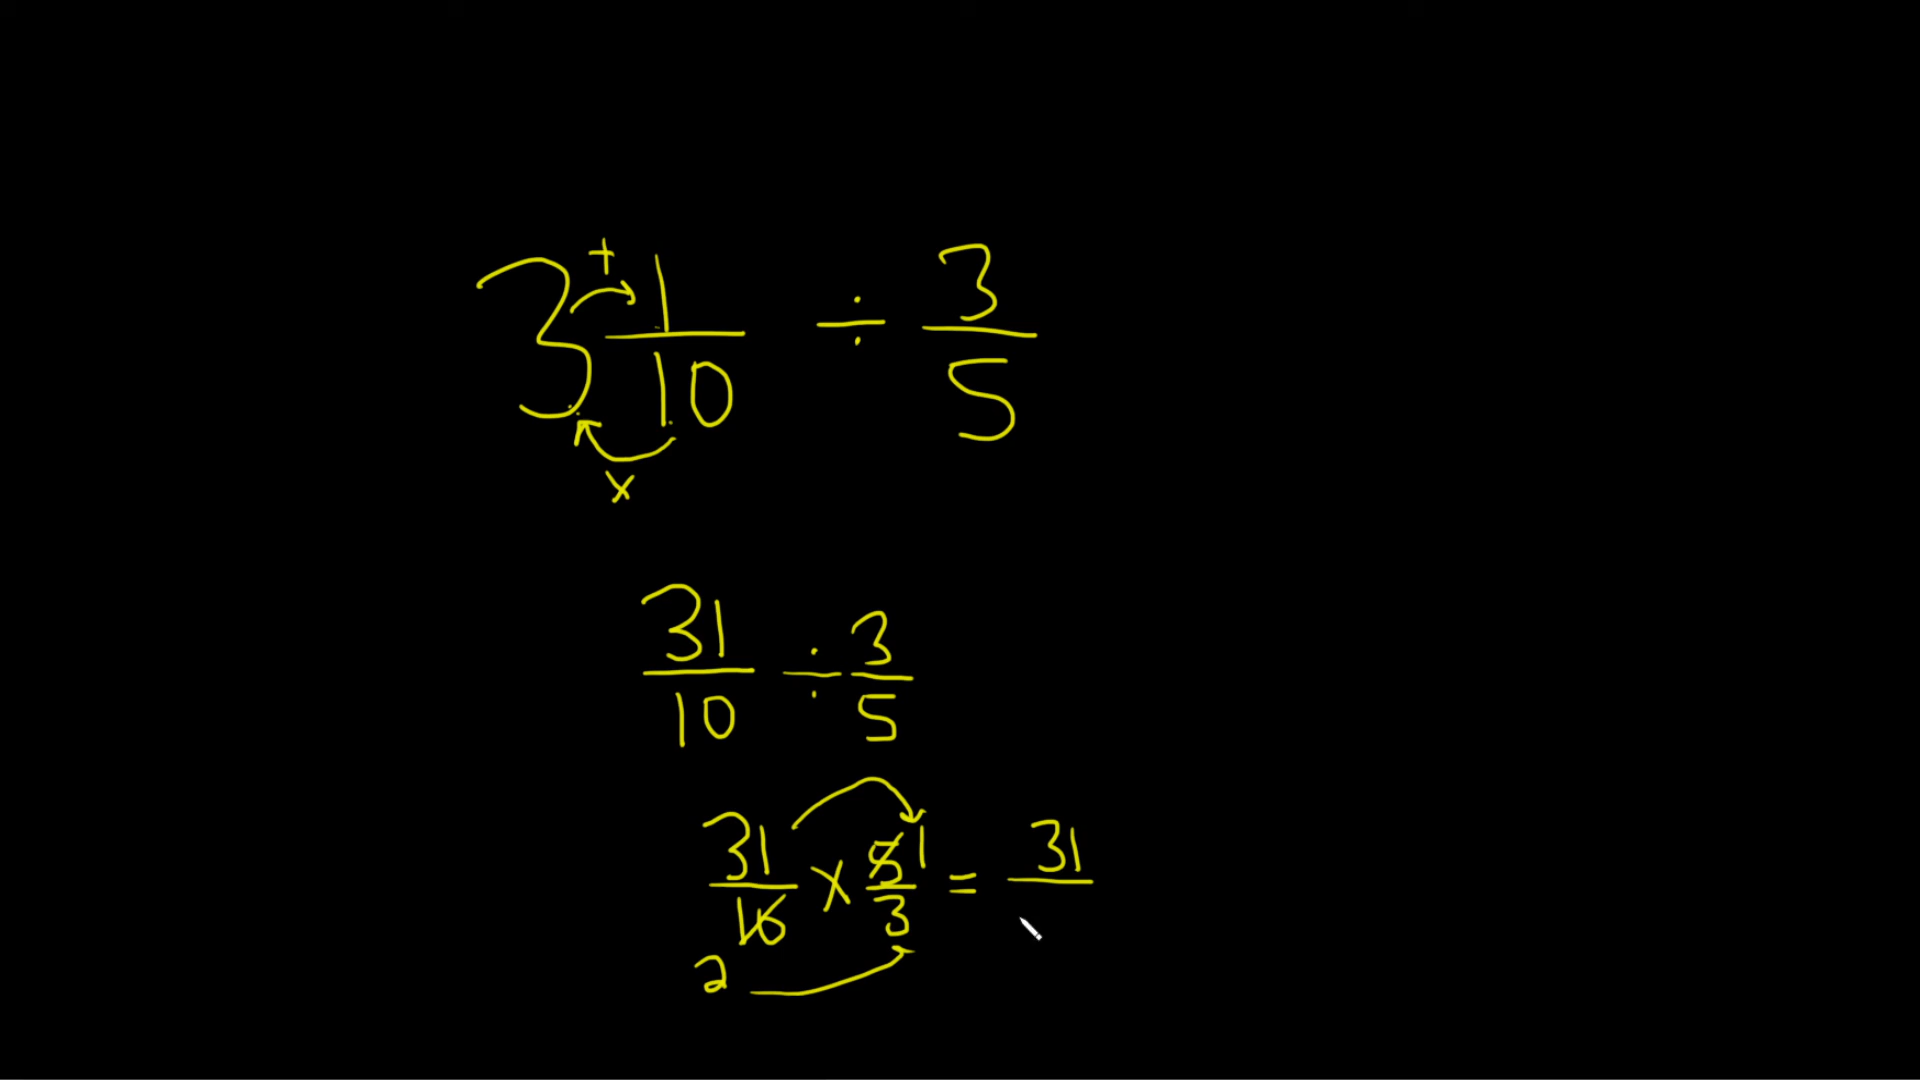 3 1/10 ÷ 3/5
+
x
31/10 ÷ 3/5
31/10 x 5/3 1 = 31/
2